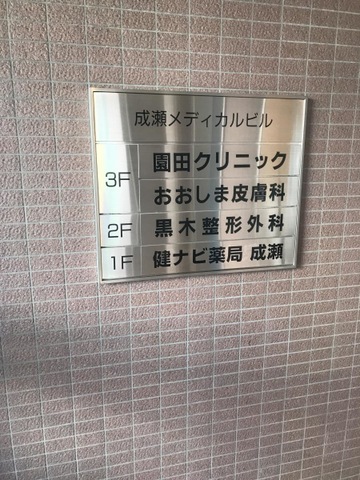 成瀬メディカルビル
3F 園田クリニック
おおしま皮膚科
2F 黒木整形外科
1F 健ナビ薬局 成瀬